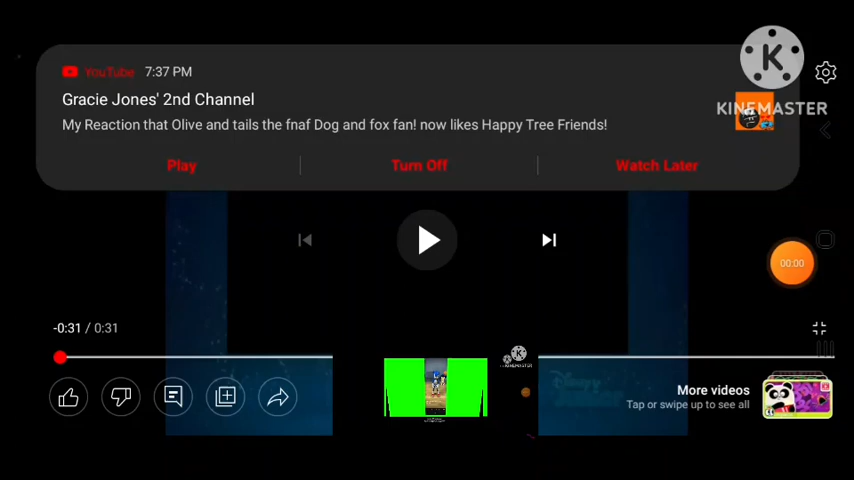 YouTube 7:37 PM
Gracie Jones' 2nd Channel
My Reaction that Olive and tails the fnaf Dog and fox fan! now likes Happy Tree Friends!
KINEMASTER
Play Turn Off Watch Later
00:00
-0:31 / 0:31
KINEMASTER
More videos
Tap or swipe up to see all